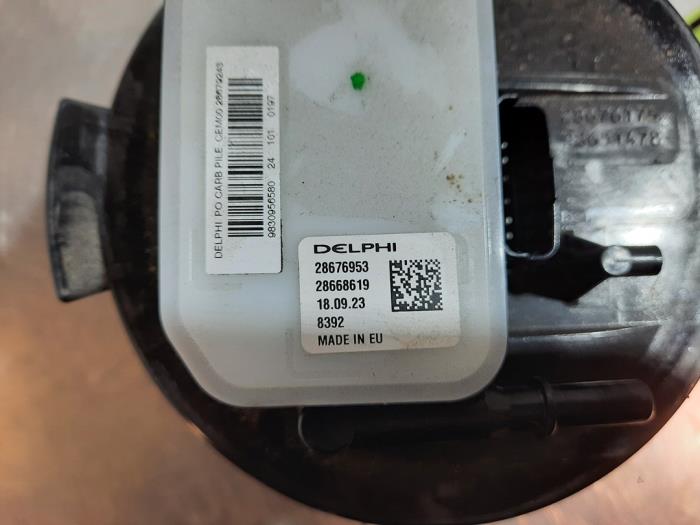 DELPHI PO CARB PILE CEM00 28679243
9830956580 24 101 0197
DELPHI
28676953
28668619
18.09.23
8392
MADE IN EU